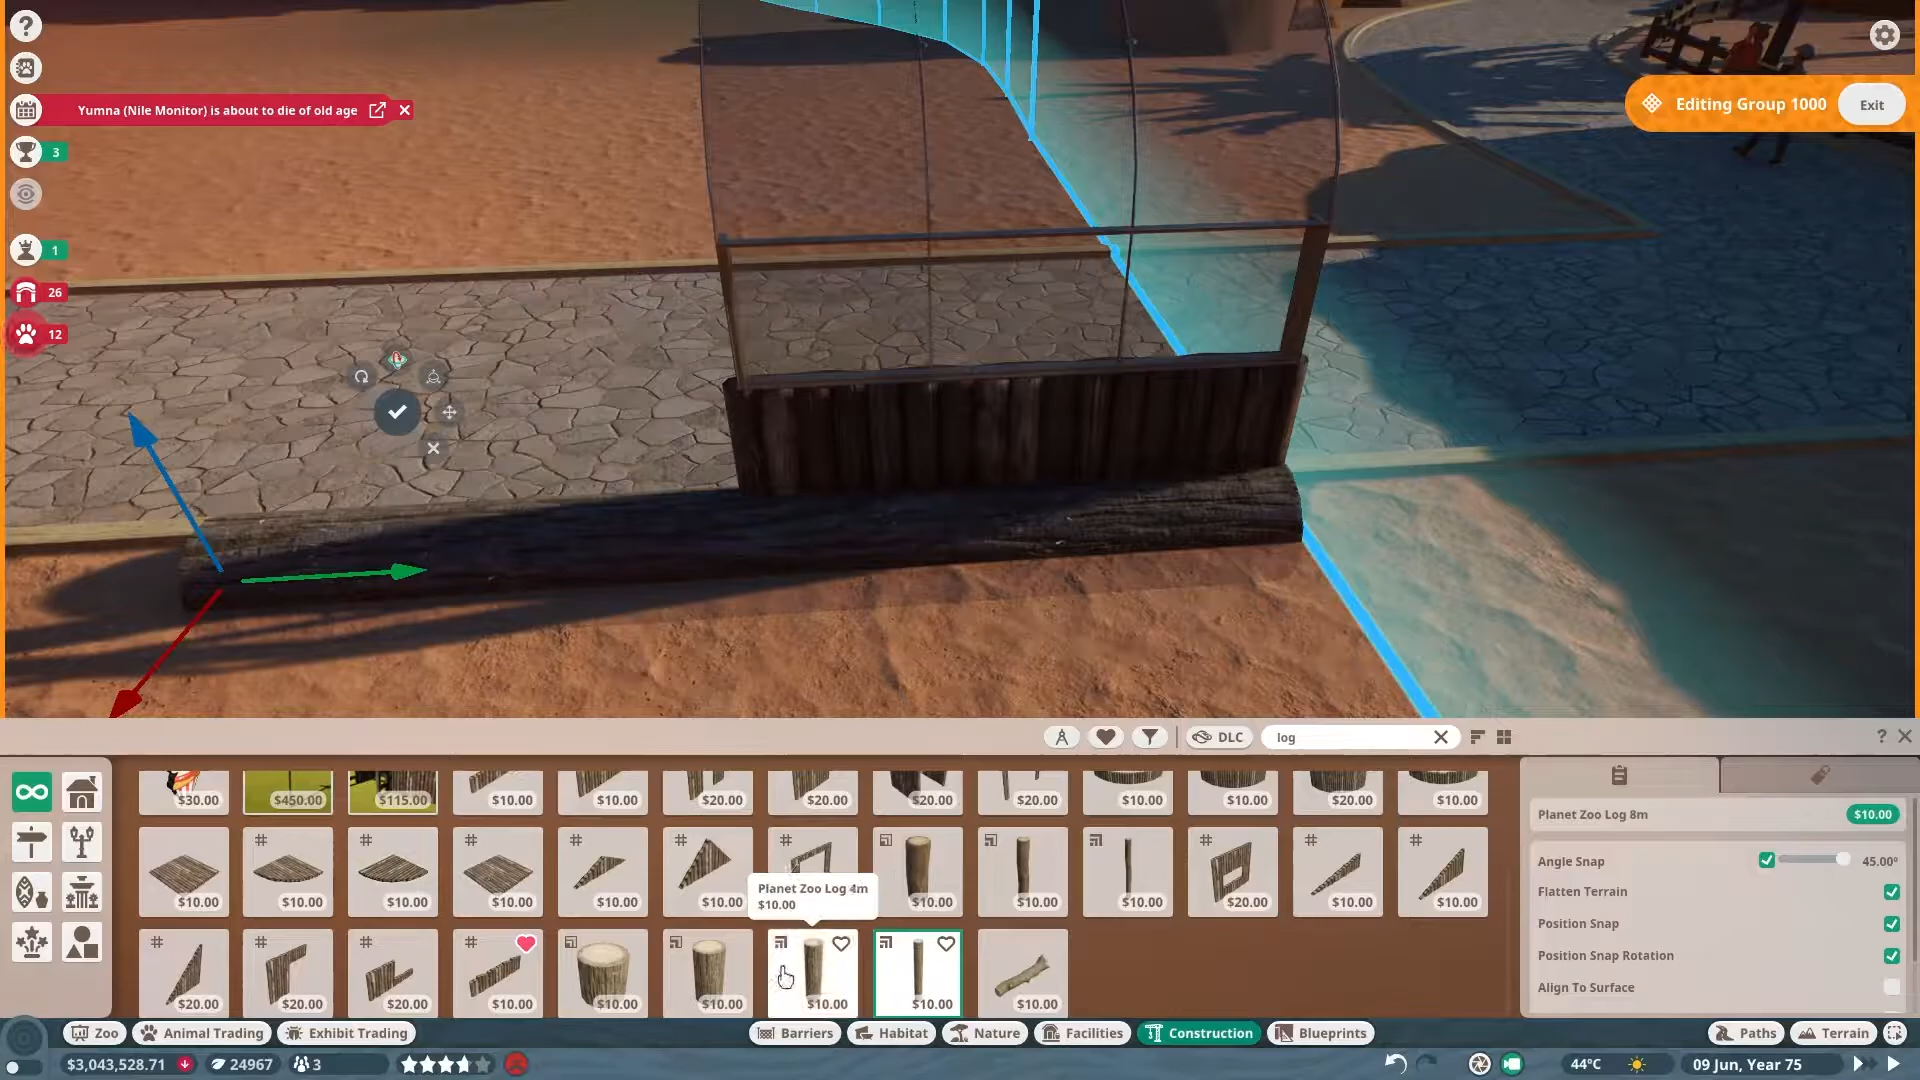 ?
Yumna (Nile Monitor) is about to die of old age
Editing Group 1000 Exit
3
1
26
12
DLC log
?
$30.00 $450.00 $115.00 $10.00 $10.00 $20.00 $20.00 $20.00 $20.00 $10.00 $10.00 $20.00 $10.00
$10.00 $10.00 $10.00 $10.00 $10.00 $10.00 $10.00 $10.00 $10.00 $20.00 $10.00 $10.00
Planet Zoo Log 4m
$10.00
$20.00 $20.00 $20.00 $10.00 $10.00 $10.00 $10.00 $10.00 $10.00
Planet Zoo Log 8m $10.00
Angle Snap 45.00°
Flatten Terrain
Position Snap
Position Snap Rotation
Align To Surface
Zoo Animal Trading Exhibit Trading Barriers Habitat Nature Facilities Construction Blueprints Paths Terrain
$3,043,528.71 24967 3 44°C 09 Jun, Year 75